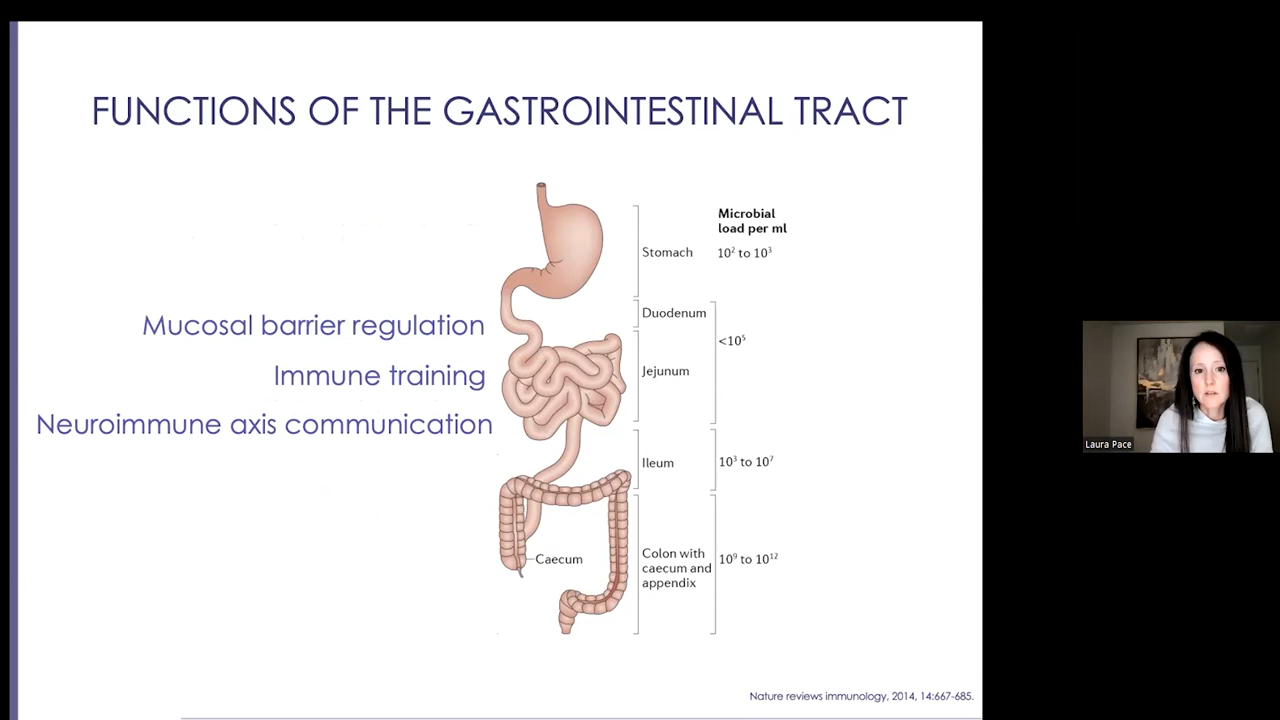 FUNCTIONS OF THE GASTROINTESTINAL TRACT
Microbial
load per ml
Stomach
10² to 10³
Mucosal barrier regulation
Immune training
Neuroimmune axis communication
Duodenum
<10⁵
Jejunum
Ileum
10³ to 10⁷
Caecum
Colon with
caecum and
appendix
10⁹ to 10¹²
Nature reviews immunology, 2014, 14:667-685.
Laura Pace